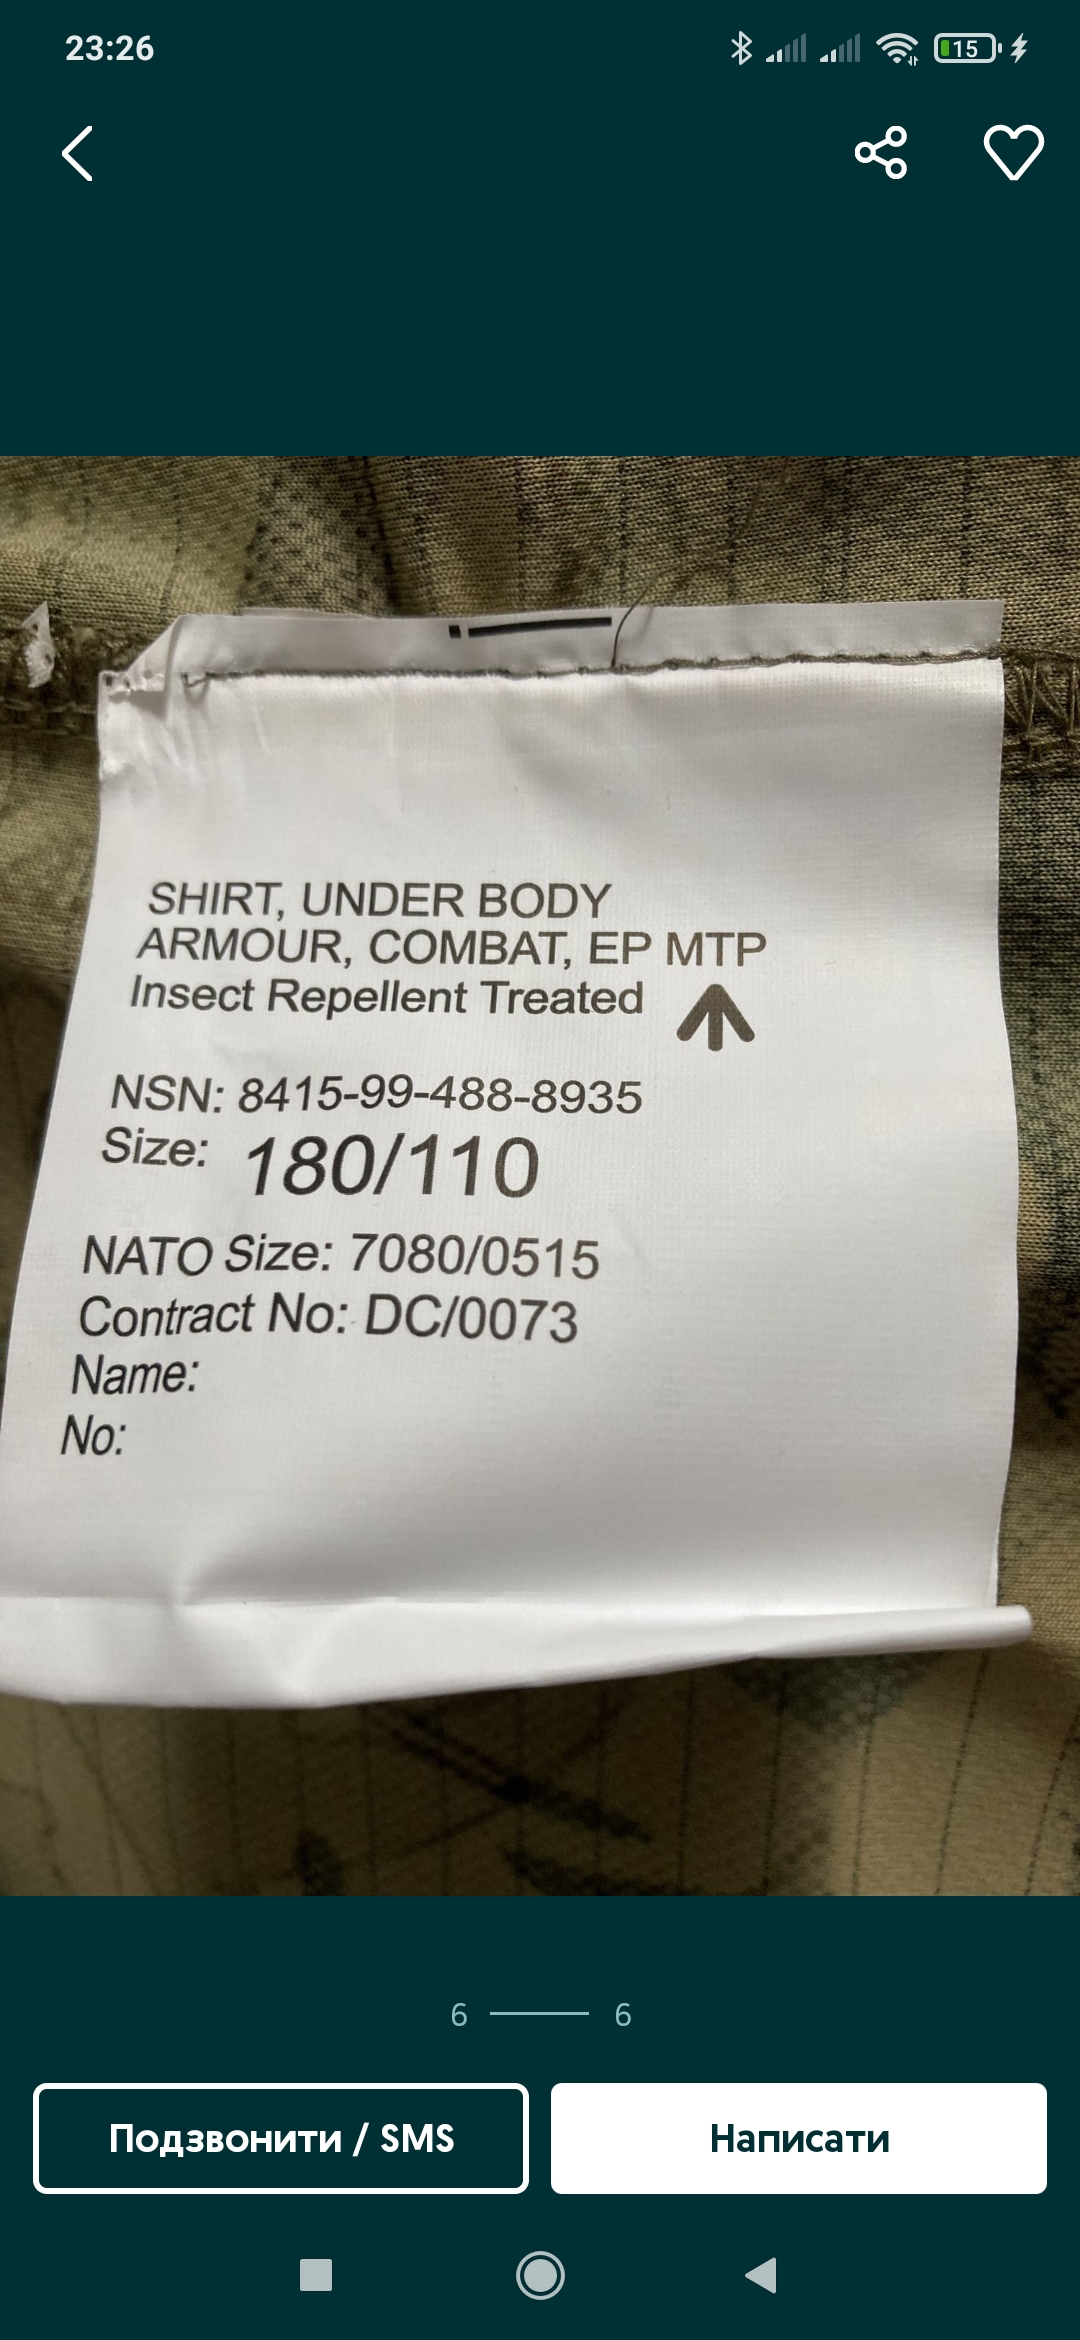 23:26
15
SHIRT, UNDER BODY
ARMOUR, COMBAT, EP MTP
Insect Repellent Treated
NSN: 8415-99-488-8935
Size: 180/110
NATO Size: 7080/0515
Contract No: DC/0073
Name:
No:
6 6
Подзвонити / SMS
Написати